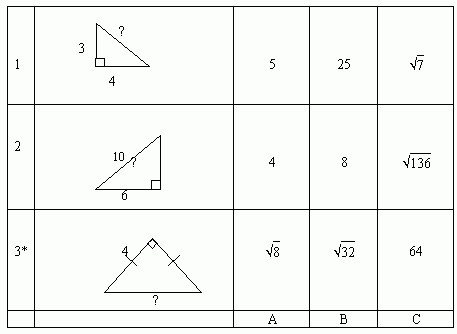 1 3 ? 4 5 25 √7
2 10 ? 6 4 8 √136
3* 4 ? √8 √32 64
A B C